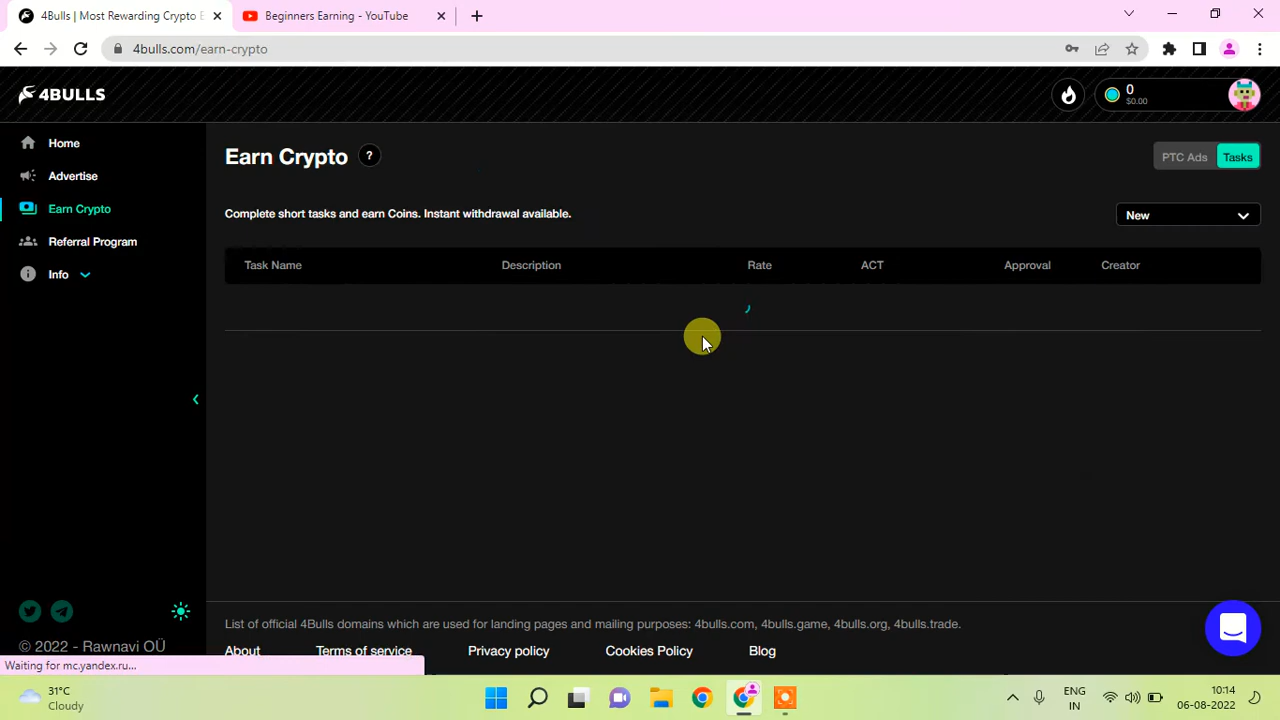 4Bulls | Most Rewarding Crypto E
Beginners Earning - YouTube
4bulls.com/earn-crypto
4BULLS
0
$0.00
Home
Advertise
Earn Crypto
Referral Program
Info
Earn Crypto ?
PTC Ads Tasks
Complete short tasks and earn Coins. Instant withdrawal available.
New
Task Name Description Rate ACT Approval Creator
© 2022 - Rawnavi OÜ
List of official 4Bulls domains which are used for landing pages and mailing purposes: 4bulls.com, 4bulls.game, 4bulls.org, 4bulls.trade.
About Terms of service Privacy policy Cookies Policy Blog
Waiting for mc.yandex.ru...
31°C
Cloudy
ENG
IN
10:14
06-08-2022